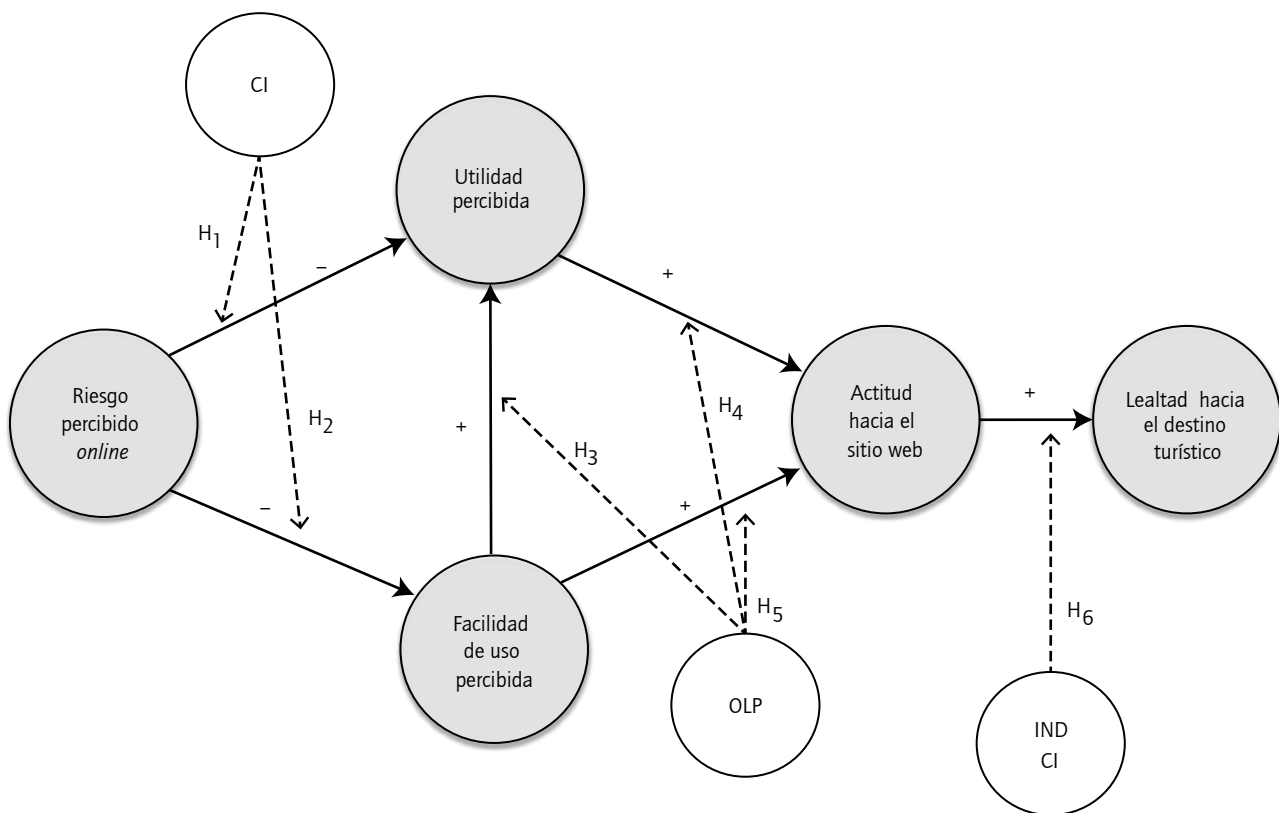 CI
Utilidad
percibida
H1
–
+
Riesgo
percibido
online
H2
+
H3
H4
Actitud
hacia el
sitio web
+
Lealtad hacia
el destino
turístico
–
+
Facilidad
de uso
percibida
H5
OLP
H6
IND
CI